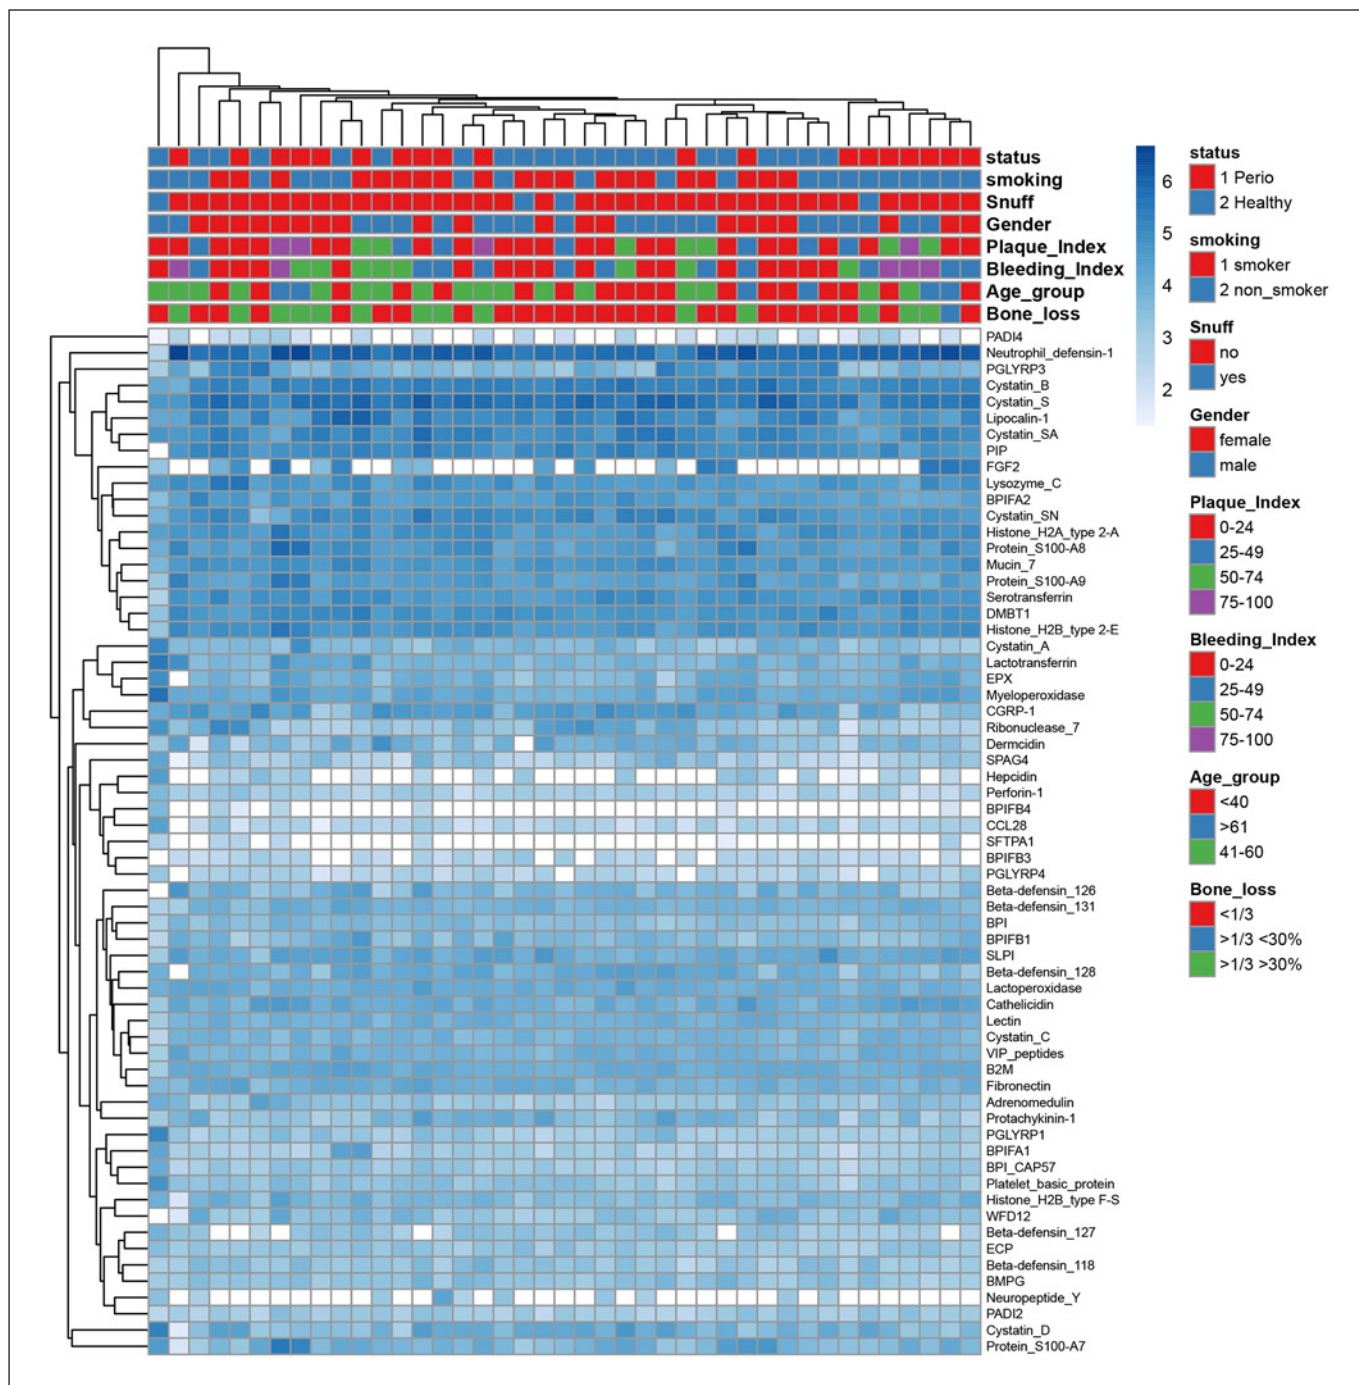 status
smoking
Snuff
Gender
Plaque_Index
Bleeding_Index
Age_group
Bone_loss
PADI4
Neutrophil_defensin-1
PGLYRP3
Cystatin_B
Cystatin_S
Lipocalin-1
Cystatin_SA
PIP
FGF2
Lysozyme_C
BPIFA2
Cystatin_SN
Histone_H2A_type 2-A
Protein_S100-A8
Mucin_7
Protein_S100-A9
Serotransferrin
DMBT1
Histone_H2B_type 2-E
Cystatin_A
Lactotransferrin
EPX
Myeloperoxidase
CGRP-1
Ribonuclease_7
Dermcidin
SPAG4
Hepcidin
Perforin-1
BPIFB4
CCL28
SFTPA1
BPIFB3
PGLYRP4
Beta-defensin_126
Beta-defensin_131
BPI
BPIFB1
SLPI
Beta-defensin_128
Lactoperoxidase
Cathelicidin
Lectin
Cystatin_C
VIP_peptides
B2M
Fibronectin
Adrenomedulin
Protachykinin-1
PGLYRP1
BPIFA1
BPI_CAP57
Platelet_basic_protein
Histone_H2B_type F-S
WFD12
Beta-defensin_127
ECP
Beta-defensin_118
BMPG
Neuropeptide_Y
PADI2
Cystatin_D
Protein_S100-A7
6
5
4
3
2
status
1 Perio
2 Healthy
smoking
1 smoker
2 non_smoker
Snuff
no
yes
Gender
female
male
Plaque_Index
0-24
25-49
50-74
75-100
Bleeding_Index
0-24
25-49
50-74
75-100
Age_group
<40
>61
41-60
Bone_loss
<1/3
>1/3 <30%
>1/3 >30%